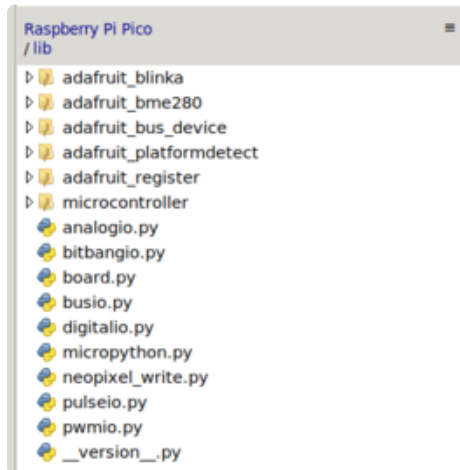 Raspberry Pi Pico
/ lib
adafruit_blinka
adafruit_bme280
adafruit_bus_device
adafruit_platformdetect
adafruit_register
microcontroller
analogio.py
bitbangio.py
board.py
busio.py
digitalio.py
micropython.py
neopixel_write.py
pulseio.py
pwmio.py
__version__.py